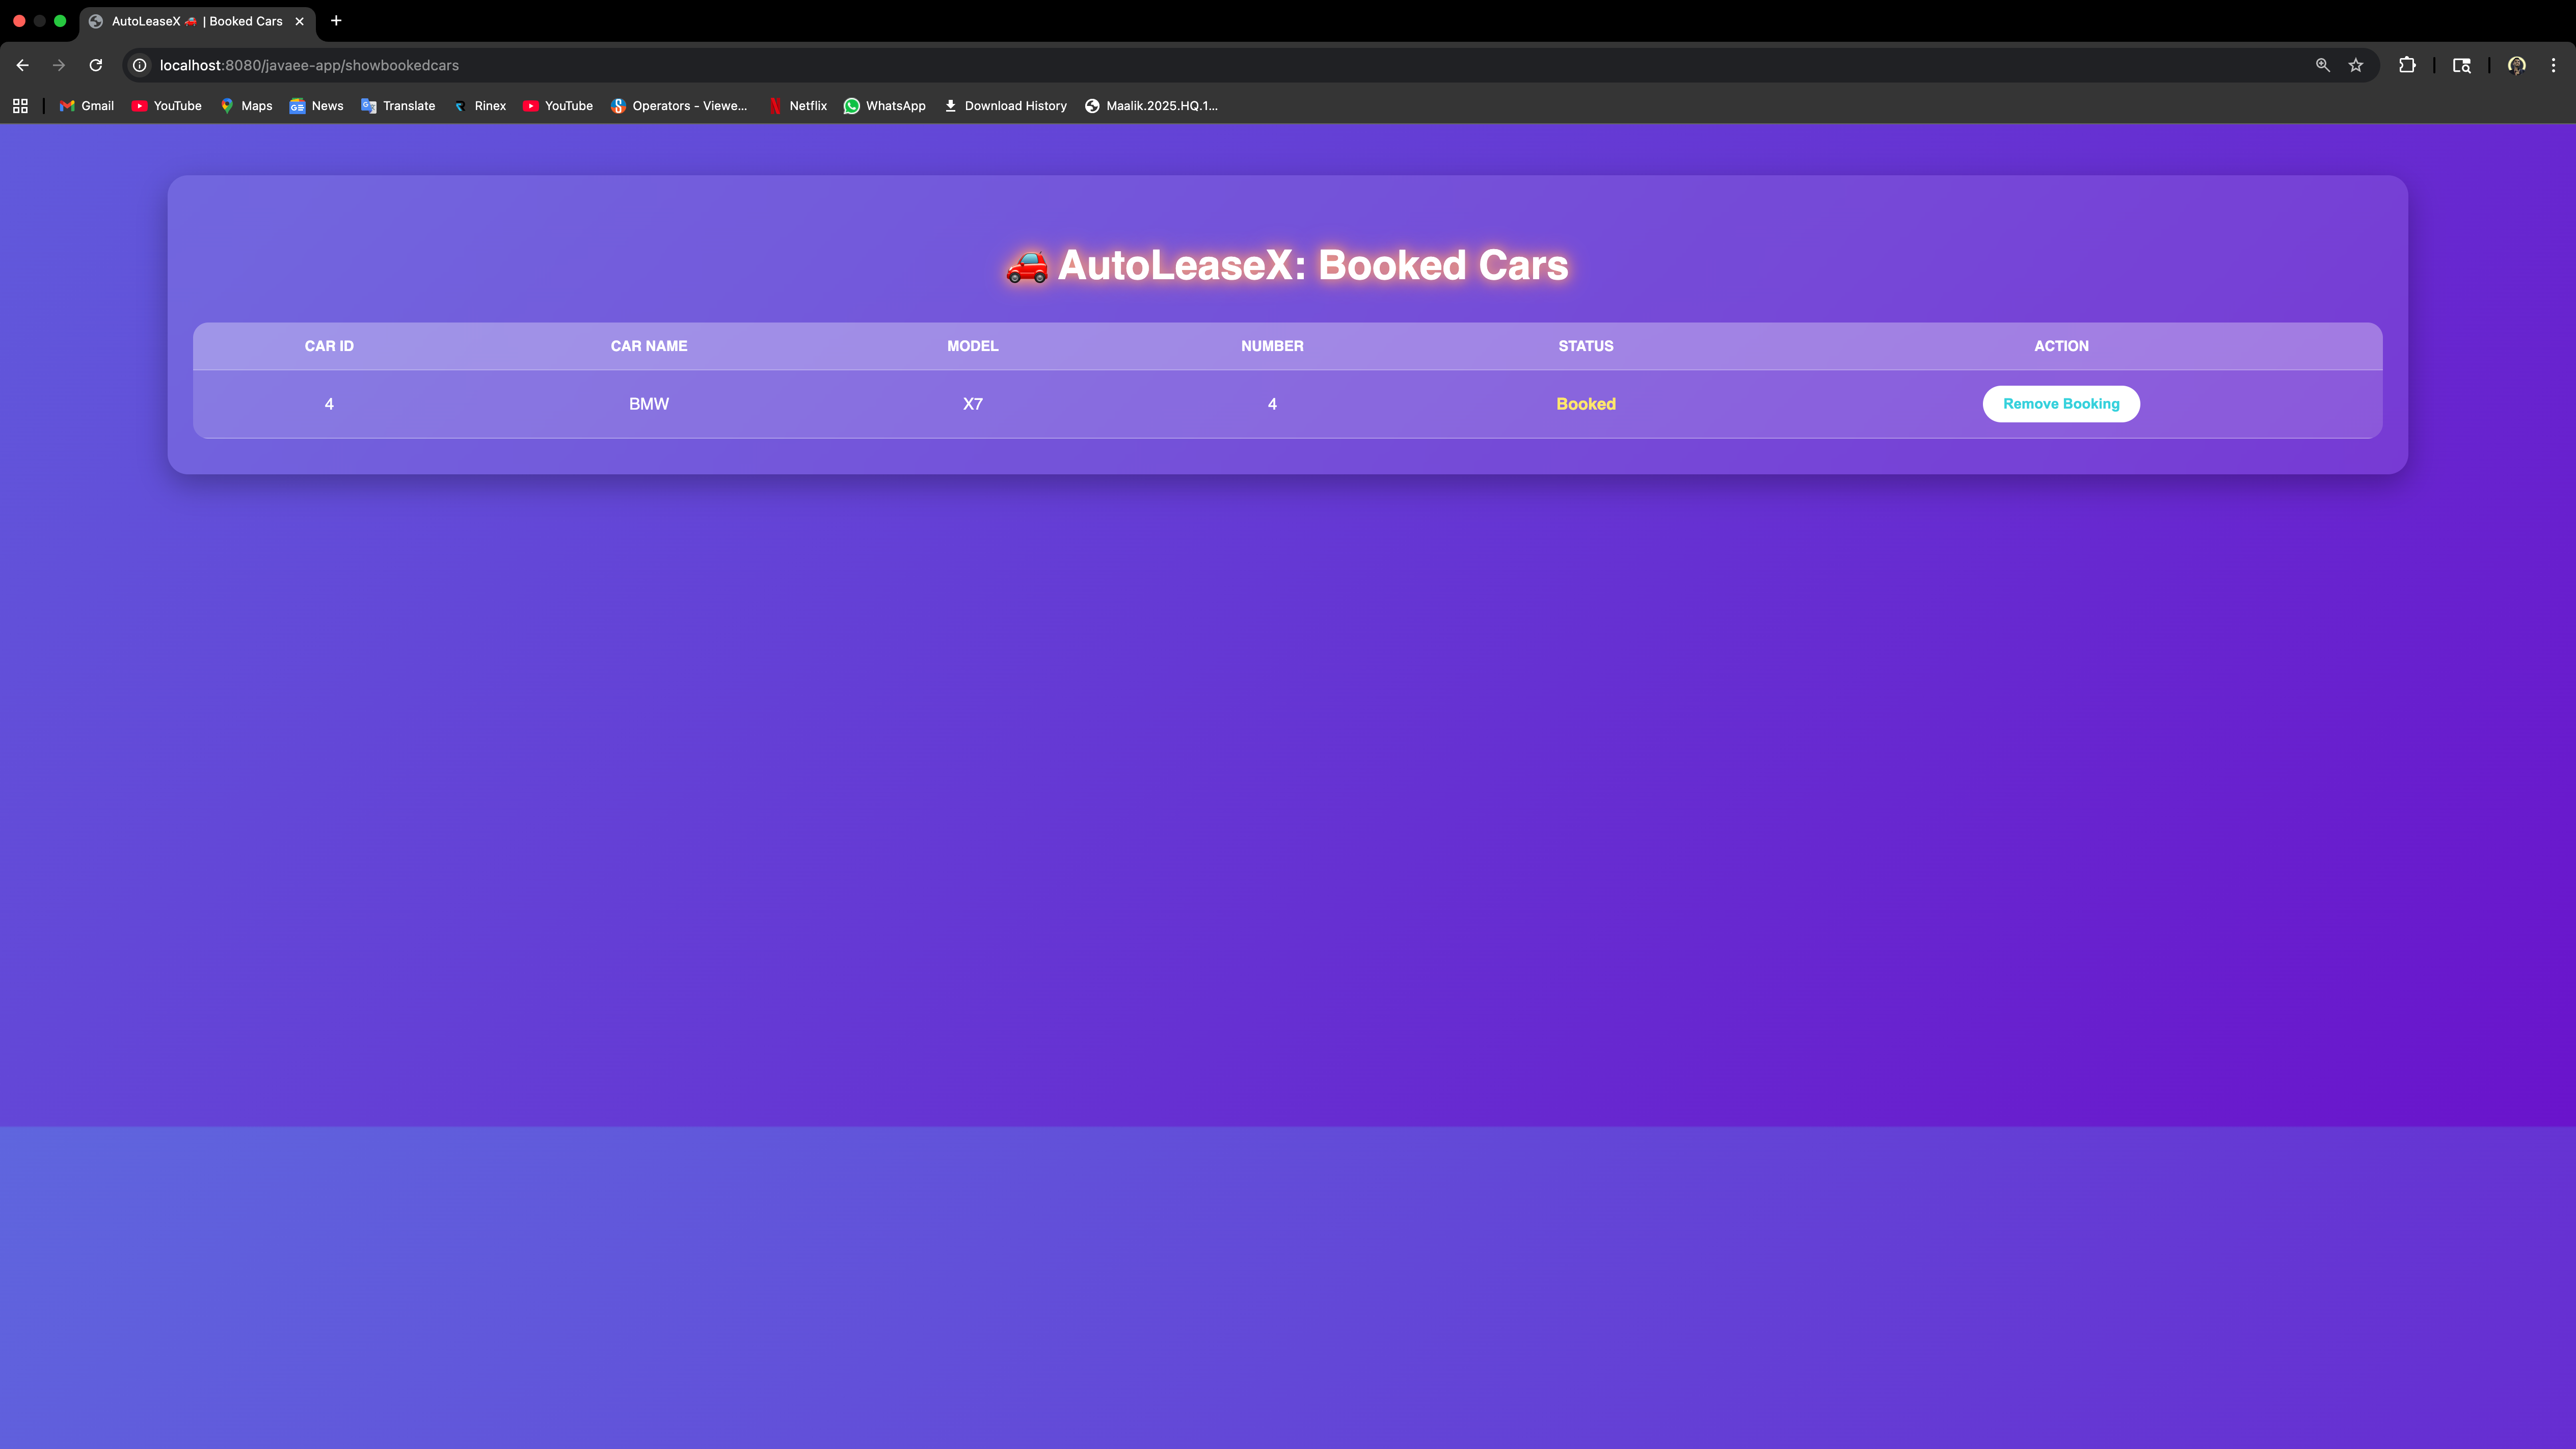 AutoLeaseX 🚗 | Booked Cars
localhost:8080/javaee-app/showbookedcars
Gmail YouTube Maps News Translate Rinex YouTube Operators - Viewe... Netflix WhatsApp Download History Maalik.2025.HQ.1...
🚗 AutoLeaseX: Booked Cars
CAR ID CAR NAME MODEL NUMBER STATUS ACTION
4 BMW X7 4 Booked Remove Booking